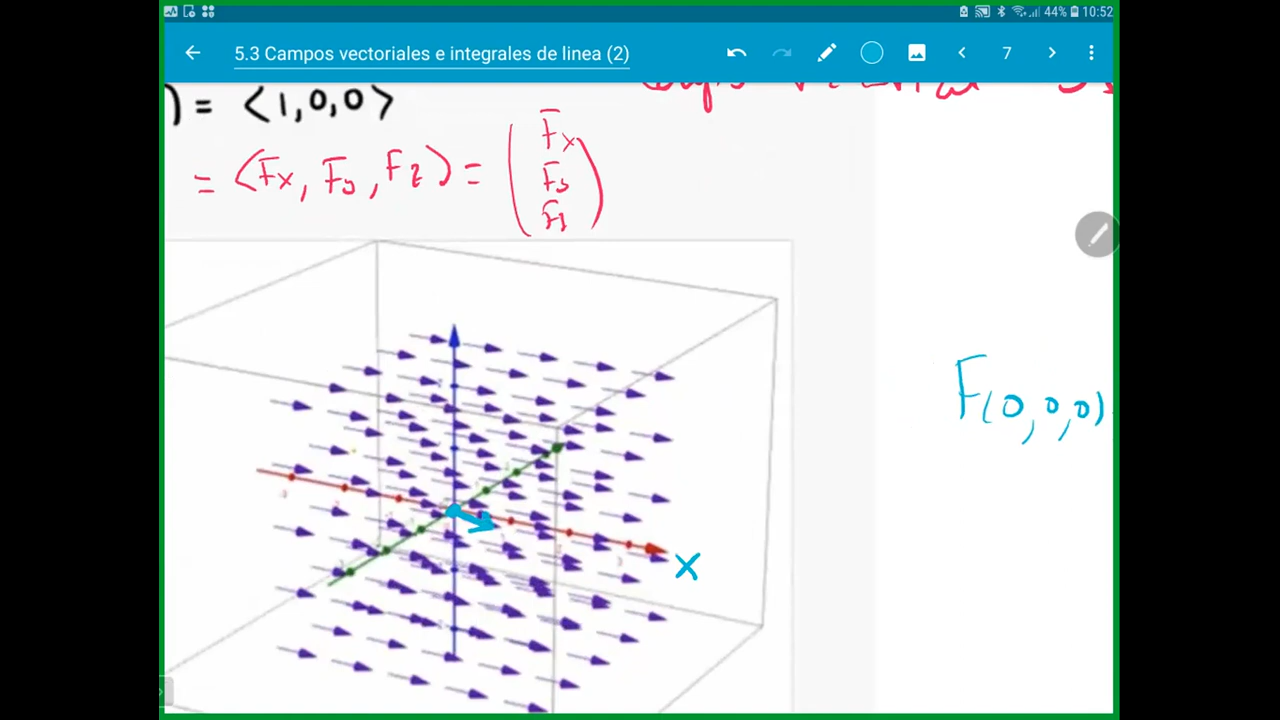 44% 10:52
5.3 Campos vectoriales e integrales de linea (2)
7
) = <1,0,0>
= (Fx, Fy, Fz) = (Fx
Fy
Fz)
F(0,0,0)
X